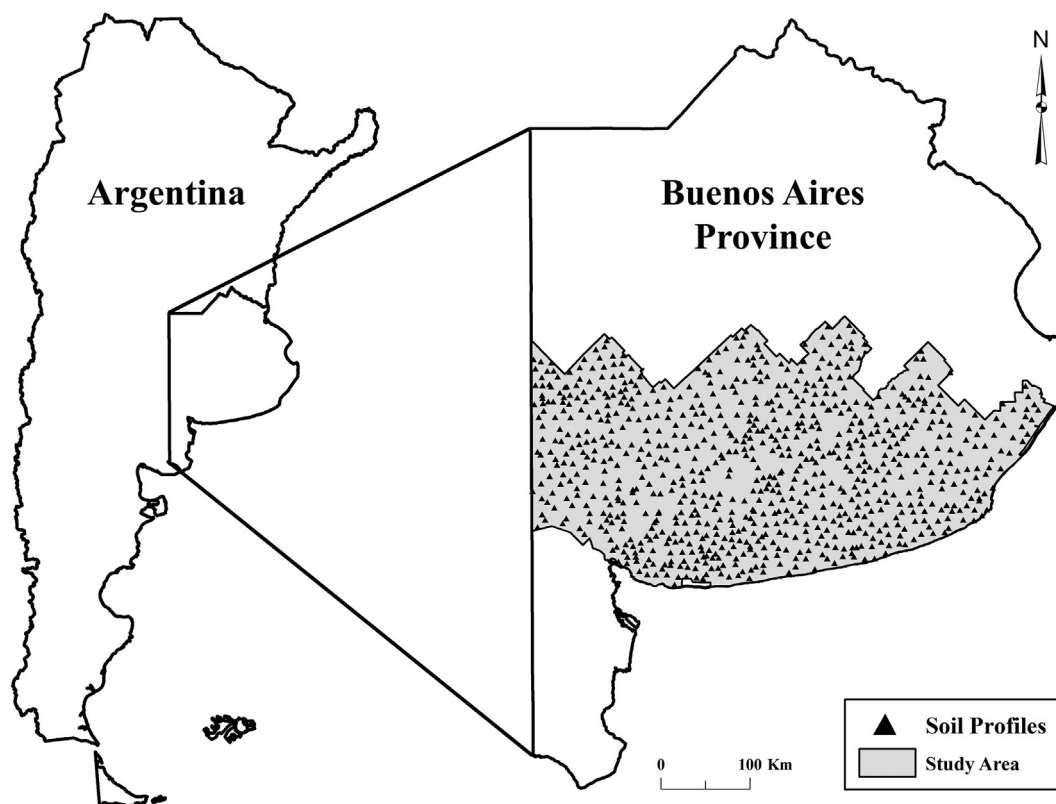 N
Argentina
Buenos Aires
Province
Soil Profiles
Study Area
0 100 Km